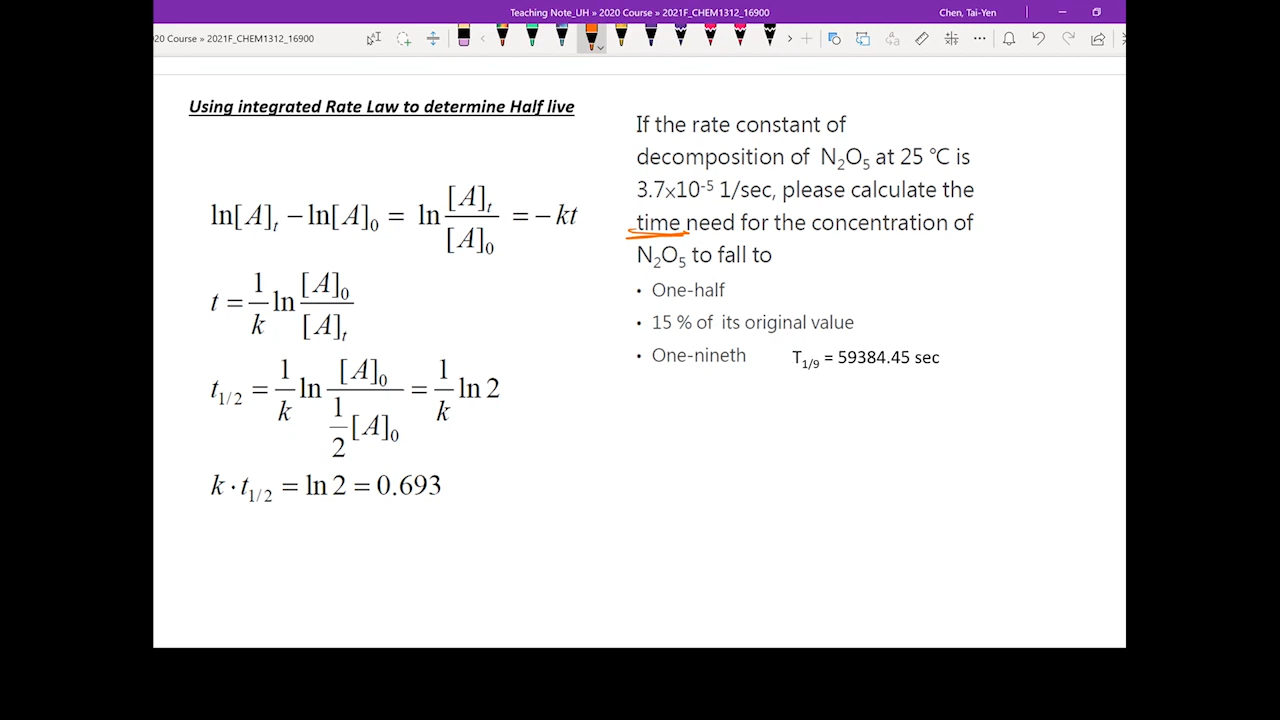 Teaching_Note_UH » 2020 Course » 2021F_CHEM1312_16900
Chen, Tai-Yen
20 Course » 2021F_CHEM1312_16900
Using integrated Rate Law to determine Half live
ln[A]ₜ − ln[A]₀ = ln [A]ₜ / [A]₀ = − kt
t = 1/k ln [A]₀ / [A]ₜ
t₁/₂ = 1/k ln [A]₀ / 1/2 [A]₀ = 1/k ln 2
k · t₁/₂ = ln 2 = 0.693
If the rate constant of
decomposition of N₂O₅ at 25 °C is
3.7×10⁻⁵ 1/sec, please calculate the
time need for the concentration of
N₂O₅ to fall to
• One-half
• 15 % of its original value
• One-nineth T₁/₉ = 59384.45 sec